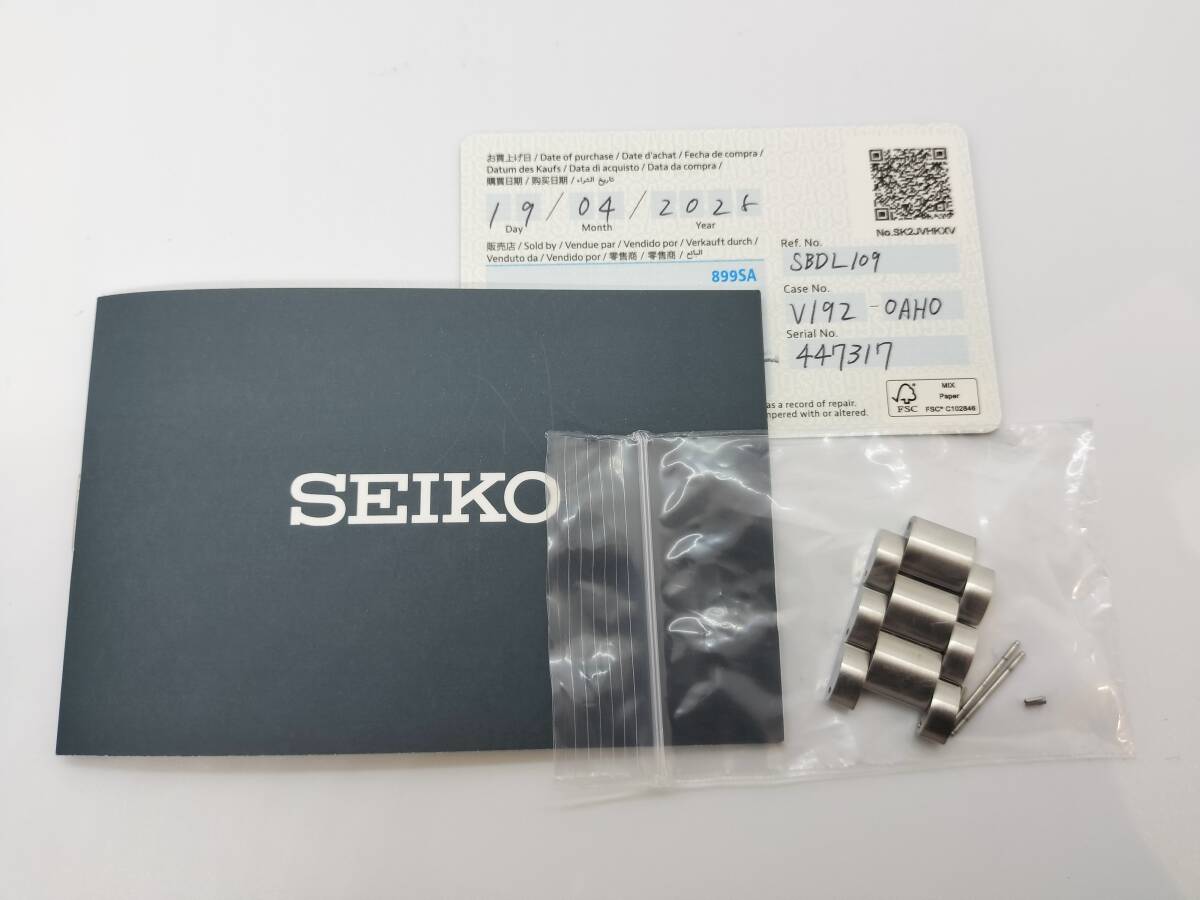 お買上げ日 / Date of purchase / Date d'achat / Fecha de compra /
Datum des Kaufs / Data di acquisto / Data da compra /
購買日期 / 购买日期 / تاريخ الشراء
19 / 04 / 202
Day Month Year
販売店 / Sold by / Vendue par / Vendido por / Verkauft durch /
Venduto da / Vendido por / 零售商 / 零售商 / البائع
899SA
No.SK2JVHKXV
Ref. No.
SBDL109
Case No.
V192 - 0AH0
Serial No.
447317
as a record of repair.
mpered with or altered.
FSC
MIX
Paper
FSC® C102846
SEIKO